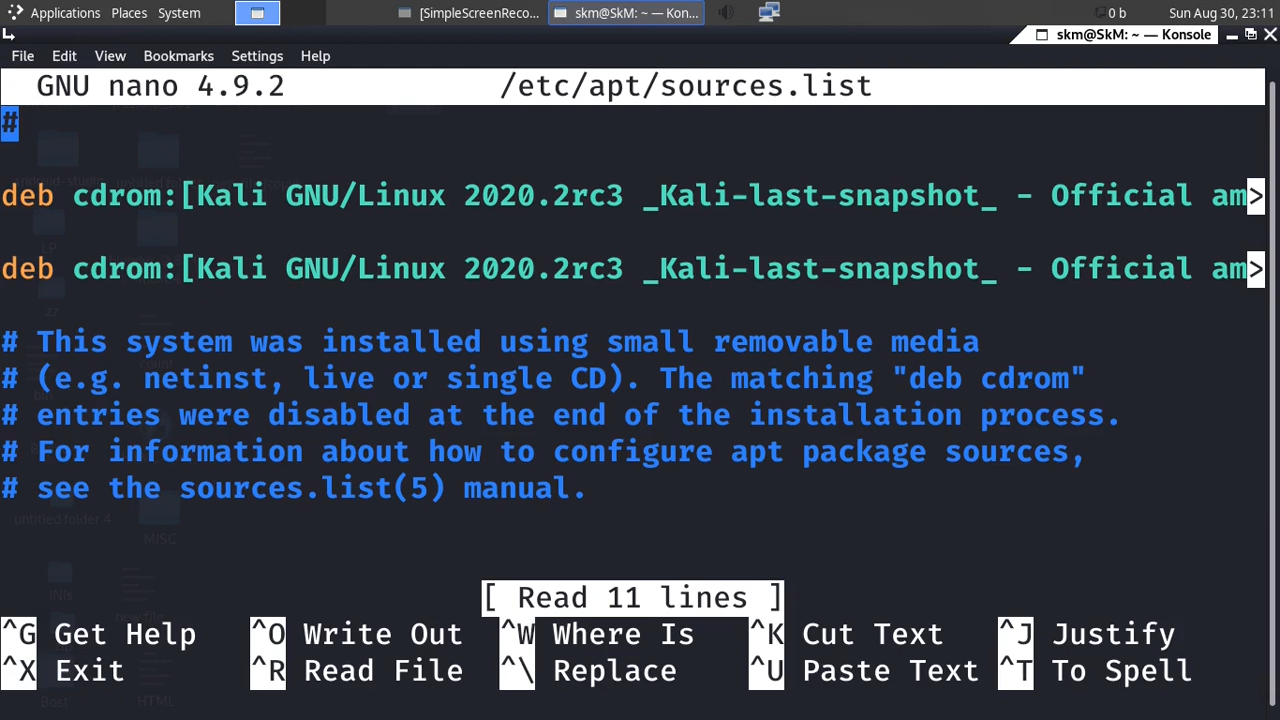 Applications Places System [SimpleScreenReco... skm@SkM: ~ — Kon... 0 b Sun Aug 30, 23:11
skm@SkM: ~ — Konsole
File Edit View Bookmarks Settings Help
GNU nano 4.9.2 /etc/apt/sources.list
#
deb cdrom:[Kali GNU/Linux 2020.2rc3 _Kali-last-snapshot_ - Official am>
deb cdrom:[Kali GNU/Linux 2020.2rc3 _Kali-last-snapshot_ - Official am>
# This system was installed using small removable media
# (e.g. netinst, live or single CD). The matching "deb cdrom"
# entries were disabled at the end of the installation process.
# For information about how to configure apt package sources,
# see the sources.list(5) manual.
untitled folder 4
MISC
INIs
[ Read 11 lines ]
^G Get Help ^O Write Out ^W Where Is ^K Cut Text ^J Justify
^X Exit ^R Read File ^\ Replace ^U Paste Text ^T To Spell
HTML